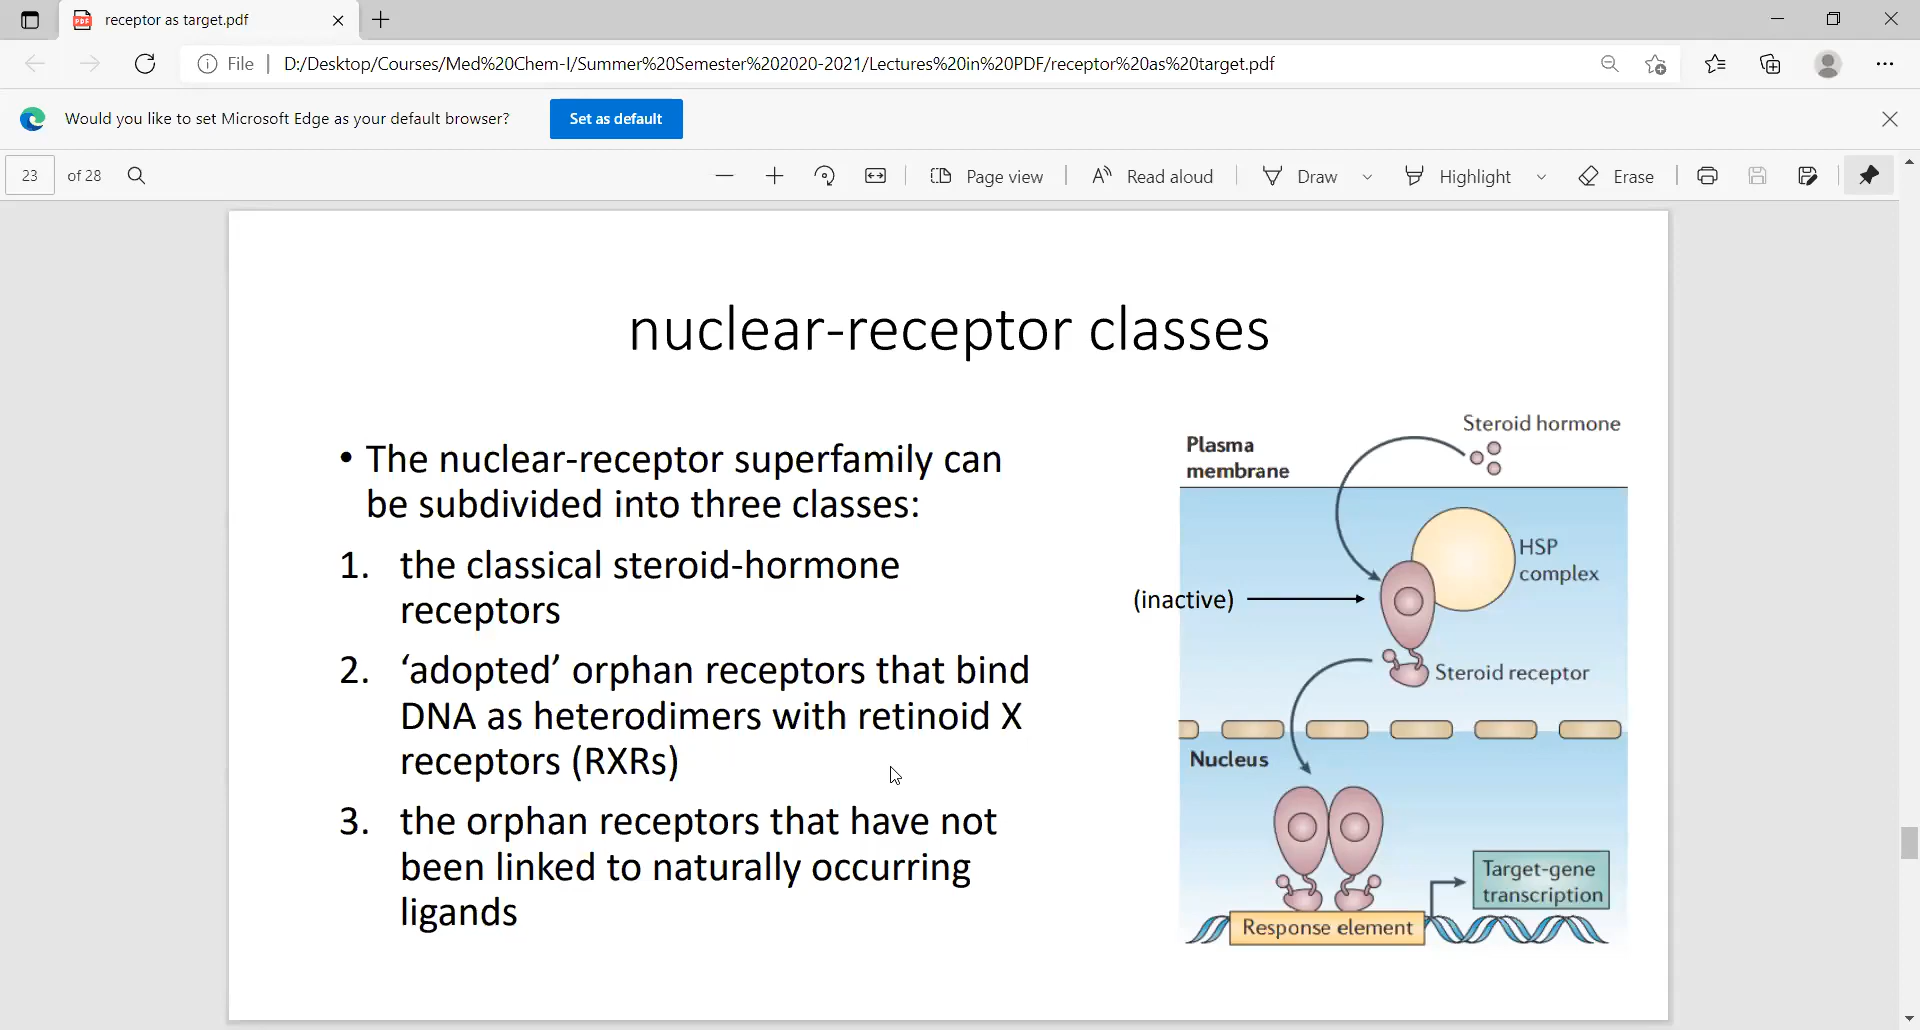 receptor as target.pdf
File
D:/Desktop/Courses/Med%20Chem-I/Summer%20Semester%202020-2021/Lectures%20in%20PDF/receptor%20as%20target.pdf
Would you like to set Microsoft Edge as your default browser?
Set as default
23
of 28
Page view
Read aloud
Draw
Highlight
Erase
nuclear-receptor classes
• The nuclear-receptor superfamily can
be subdivided into three classes:
1. the classical steroid-hormone
receptors
2. ‘adopted’ orphan receptors that bind
DNA as heterodimers with retinoid X
receptors (RXRs)
3. the orphan receptors that have not
been linked to naturally occurring
ligands
Steroid hormone
Plasma
membrane
HSP
complex
(inactive)
Steroid receptor
Nucleus
Target-gene
transcription
Response element